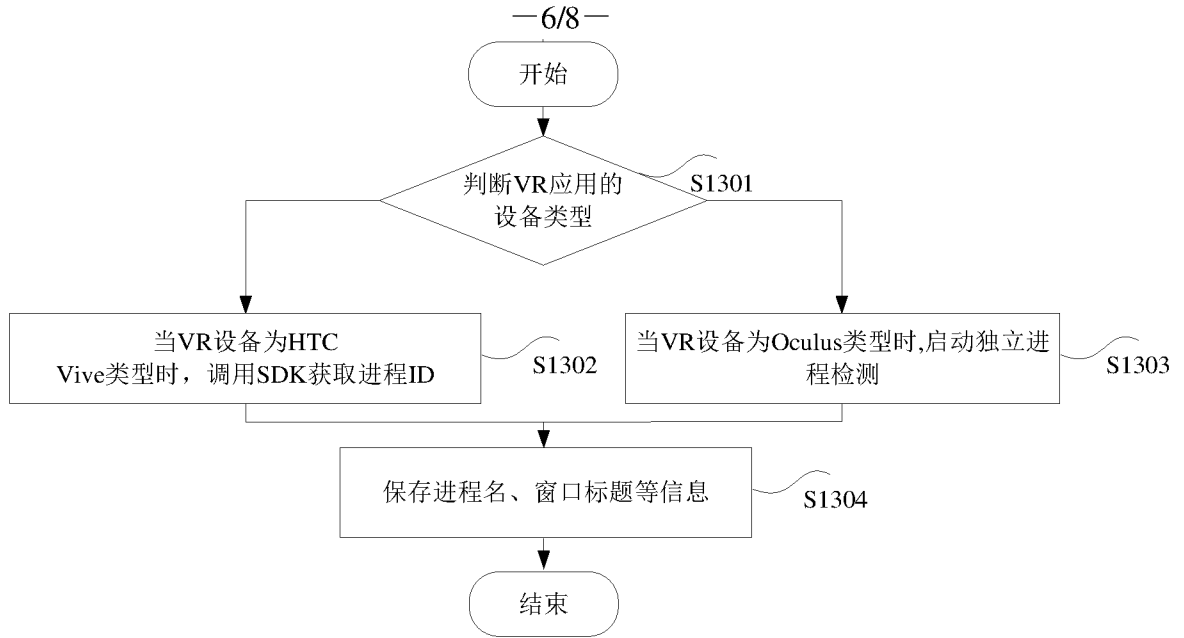 —6/8—
开始
判断VR应用的
设备类型
S1301
当VR设备为HTC
Vive类型时，调用SDK获取进程ID
S1302
当VR设备为Oculus类型时,启动独立进
程检测
S1303
保存进程名、窗口标题等信息
S1304
结束